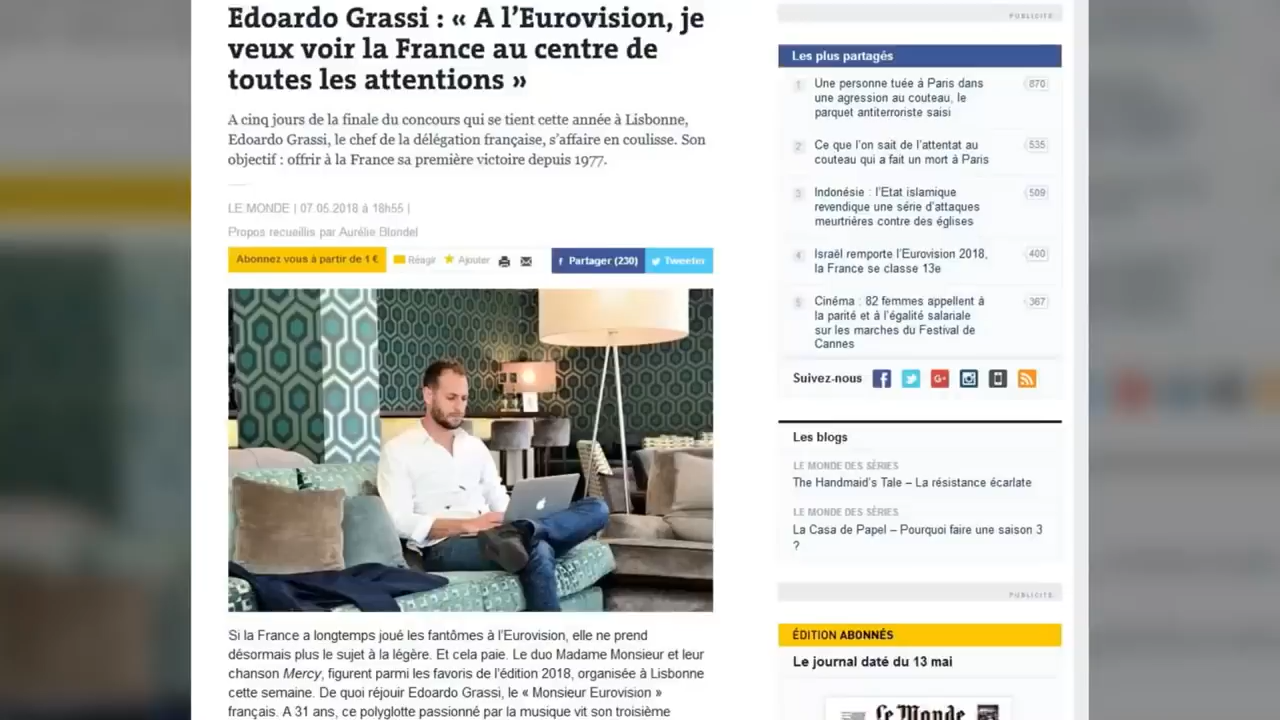 Edoardo Grassi : « A l’Eurovision, je
veux voir la France au centre de
toutes les attentions »
A cinq jours de la finale du concours qui se tient cette année à Lisbonne,
Edoardo Grassi, le chef de la délégation française, s’affaire en coulisse. Son
objectif : offrir à la France sa première victoire depuis 1977.
LE MONDE | 07.05.2018 à 18h55 |
Propos recueillis par Aurélie Blondel
Abonnez vous à partir de 1 €
Réagir
Ajouter
Partager (230)
Tweeter
Si la France a longtemps joué les fantômes à l’Eurovision, elle ne prend
désormais plus le sujet à la légère. Et cela paie. Le duo Madame Monsieur et leur
chanson Mercy, figurent parmi les favoris de l’édition 2018, organisée à Lisbonne
cette semaine. De quoi réjouir Edoardo Grassi, le « Monsieur Eurovision »
français. A 31 ans, ce polyglotte passionné par la musique vit son troisième
PUBLICITÉ
Les plus partagés
1 Une personne tuée à Paris dans 870
une agression au couteau, le
parquet antiterroriste saisi
2 Ce que l’on sait de l’attentat au 535
couteau qui a fait un mort à Paris
3 Indonésie : l’Etat islamique 509
revendique une série d’attaques
meurtrières contre des églises
4 Israël remporte l’Eurovision 2018, 400
la France se classe 13e
5 Cinéma : 82 femmes appellent à 367
la parité et à l’égalité salariale
sur les marches du Festival de
Cannes
Suivez-nous
Les blogs
LE MONDE DES SÉRIES
The Handmaid’s Tale – La résistance écarlate
LE MONDE DES SÉRIES
La Casa de Papel – Pourquoi faire une saison 3
?
PUBLICITÉ
ÉDITION ABONNÉS
Le journal daté du 13 mai
Le Monde